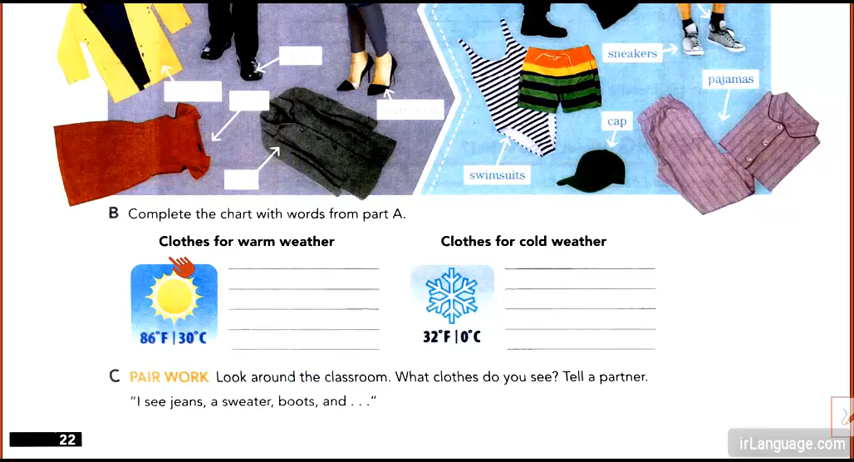 sneakers
pajamas
cap
swimsuits
B Complete the chart with words from part A.
Clothes for warm weather
Clothes for cold weather
86°F | 30°C
32°F | 0°C
C PAIR WORK Look around the classroom. What clothes do you see? Tell a partner.
"I see jeans, a sweater, boots, and . . ."
22
irLanguage.com